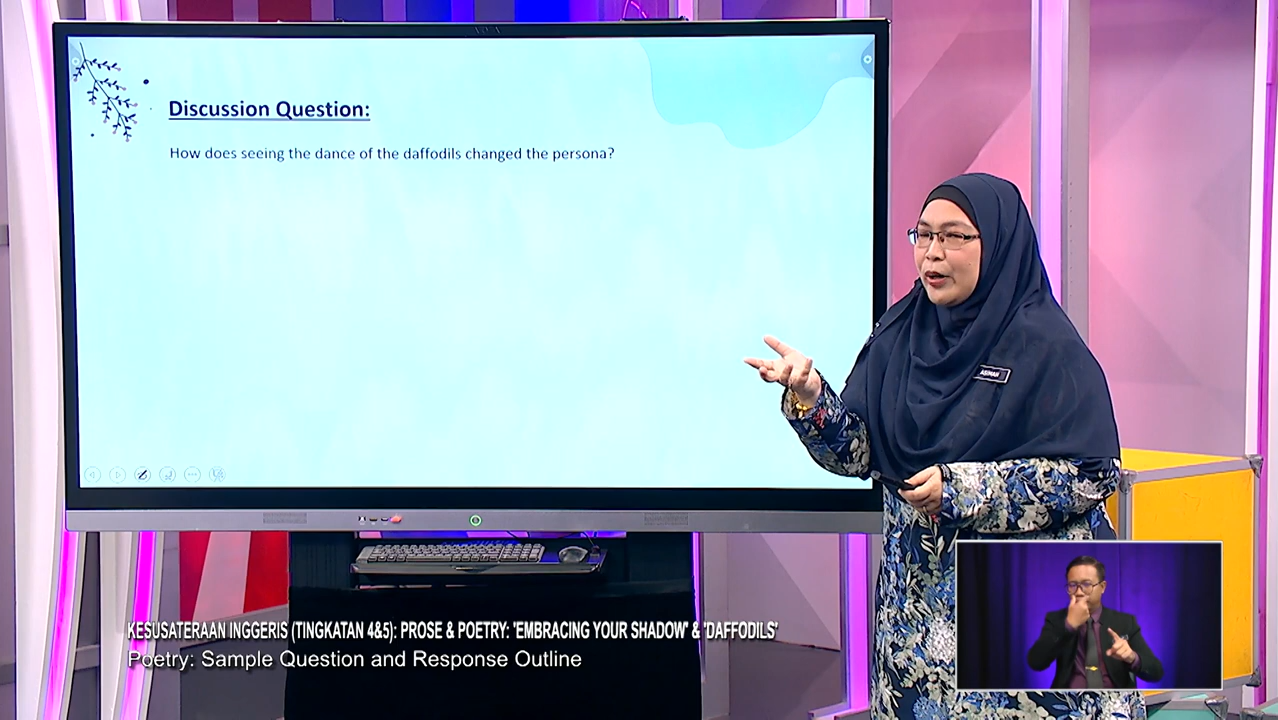 Discussion Question:
How does seeing the dance of the daffodils changed the persona?
ASIMAH
KESUSATERAAN INGGERIS (TINGKATAN 4&5): PROSE & POETRY: 'EMBRACING YOUR SHADOW' & 'DAFFODILS'
Poetry: Sample Question and Response Outline